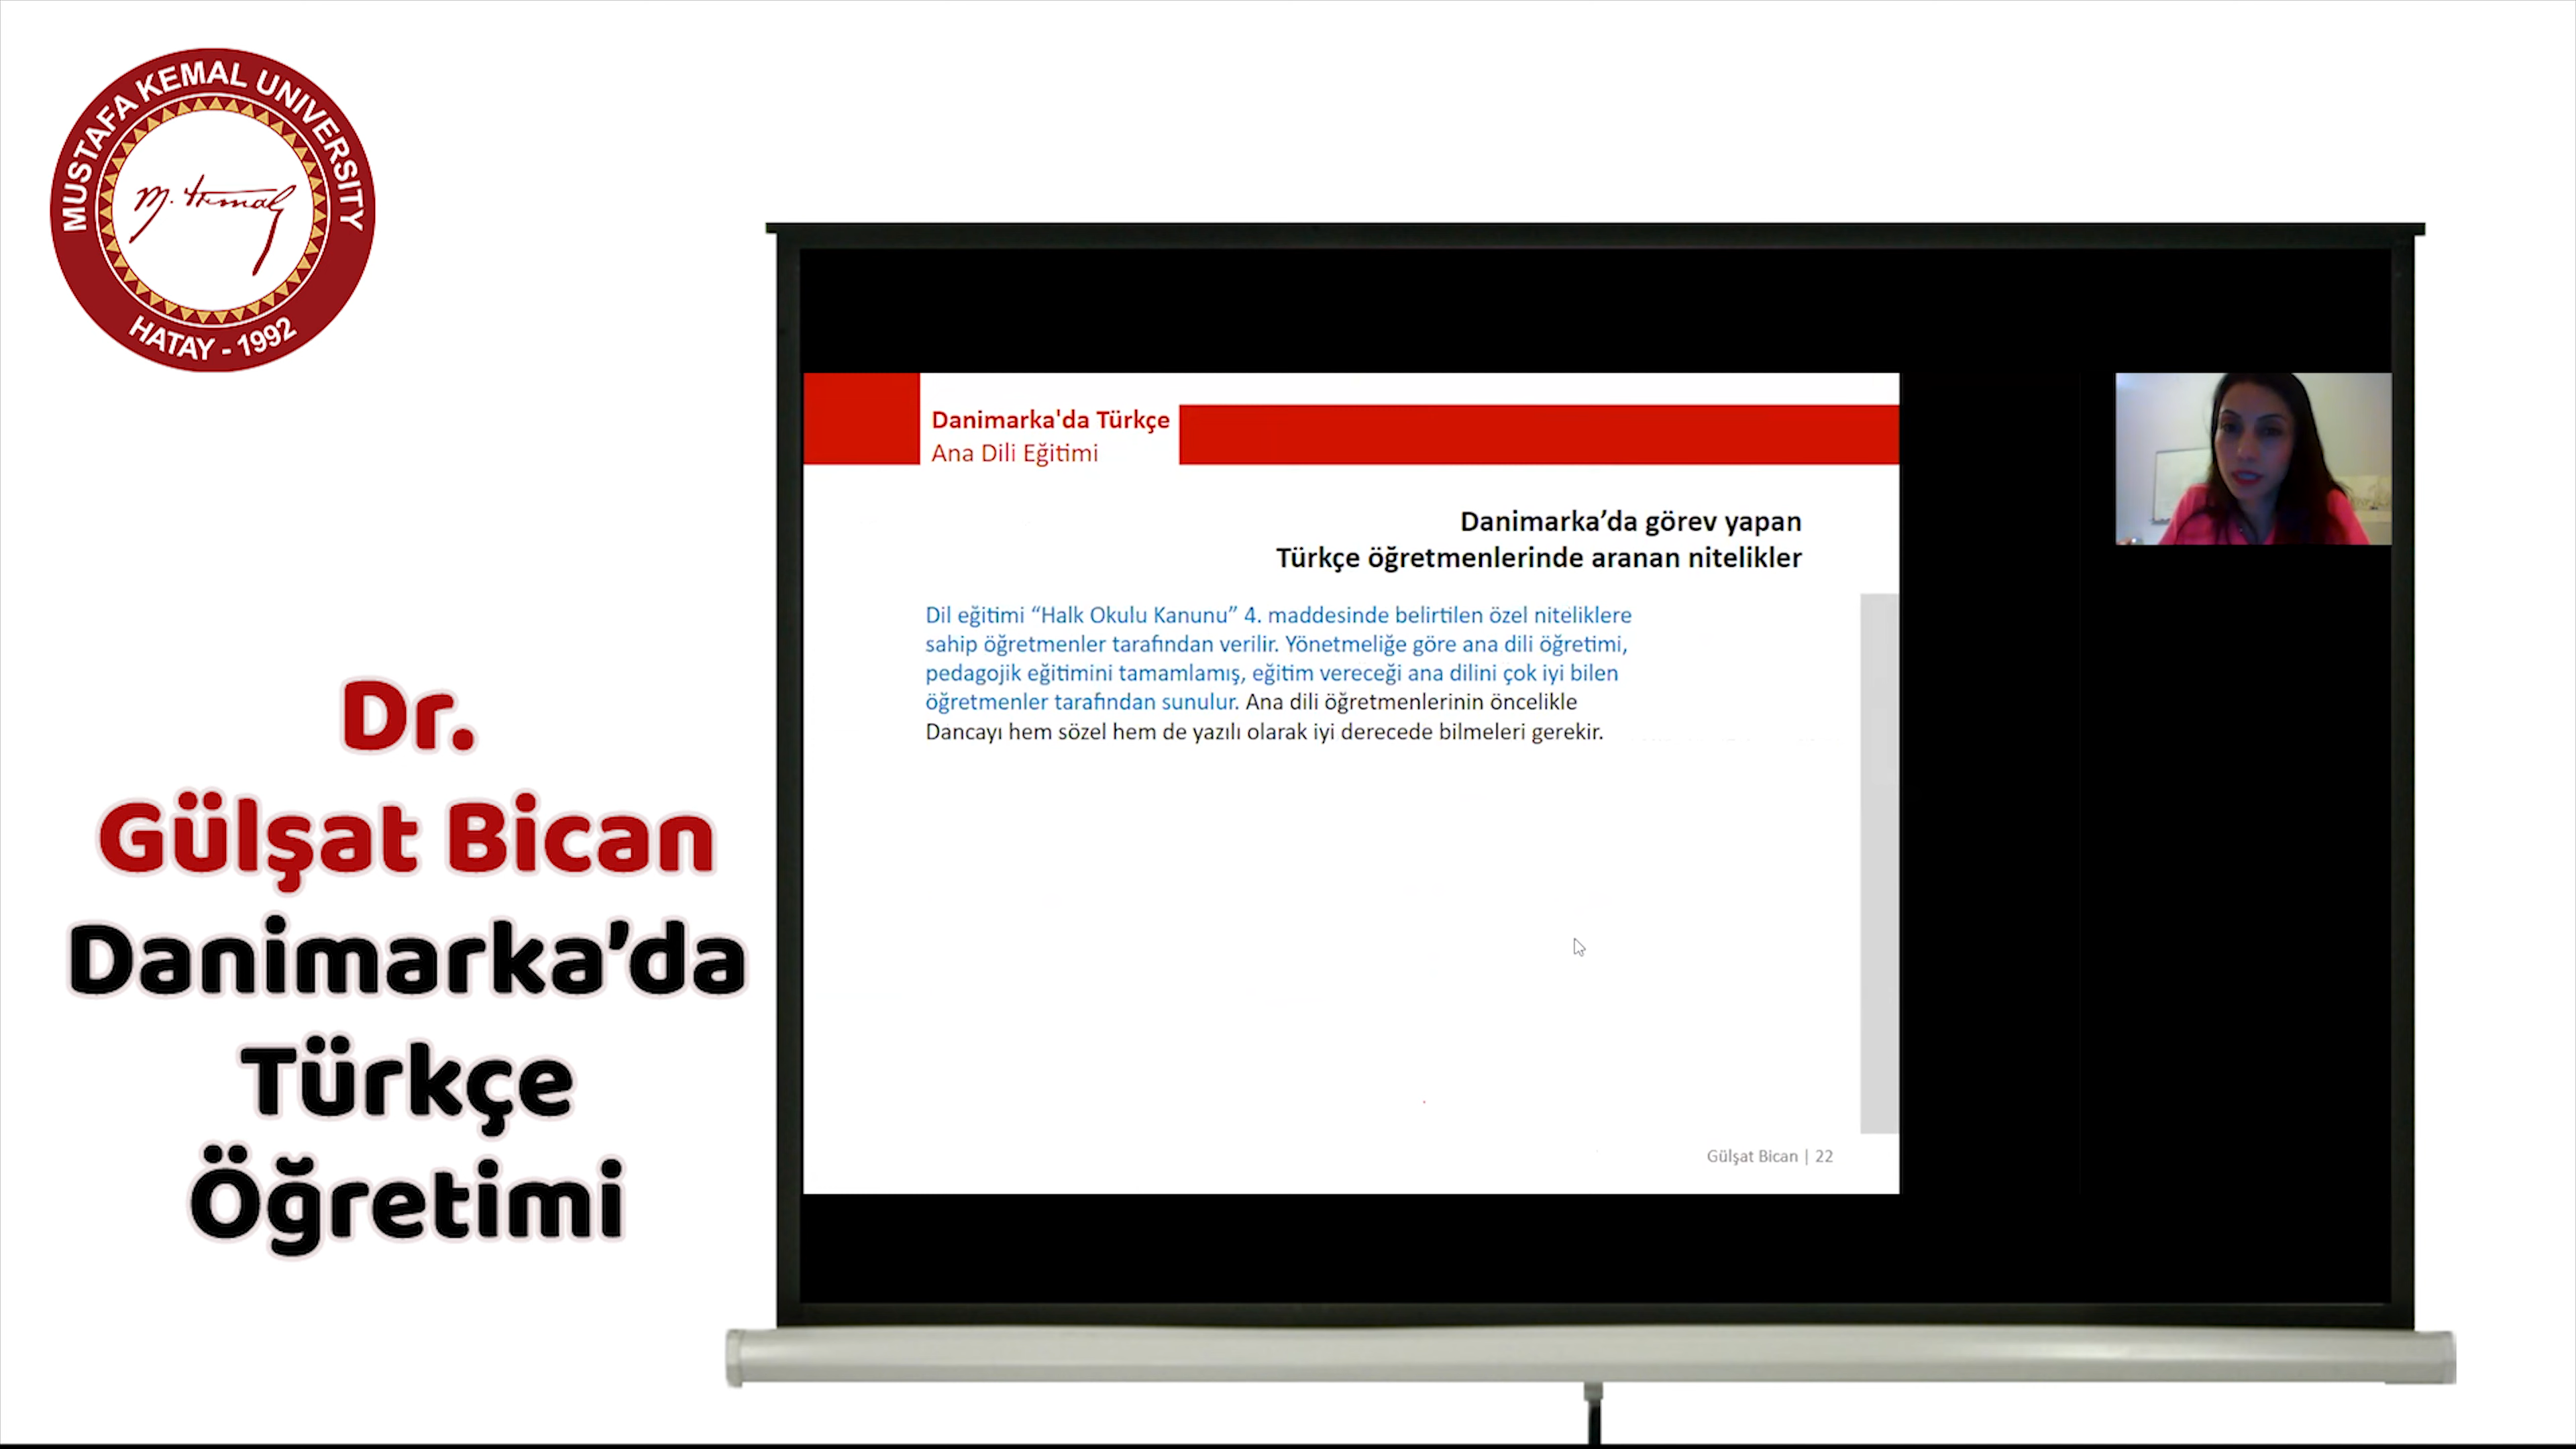 MUSTAFA KEMAL UNIVERSITY
M. Kemal
HATAY - 1992
Dr.
Gülşat Bican
Danimarka’da
Türkçe
Öğretimi
Danimarka'da Türkçe
Ana Dili Eğitimi
Danimarka’da görev yapan
Türkçe öğretmenlerinde aranan nitelikler
Dil eğitimi “Halk Okulu Kanunu” 4. maddesinde belirtilen özel niteliklere
sahip öğretmenler tarafından verilir. Yönetmeliğe göre ana dili öğretimi,
pedagojik eğitimini tamamlamış, eğitim vereceği ana dilini çok iyi bilen
öğretmenler tarafından sunulur. Ana dili öğretmenlerinin öncelikle
Dancayı hem sözel hem de yazılı olarak iyi derecede bilmeleri gerekir.
Gülşat Bican | 22